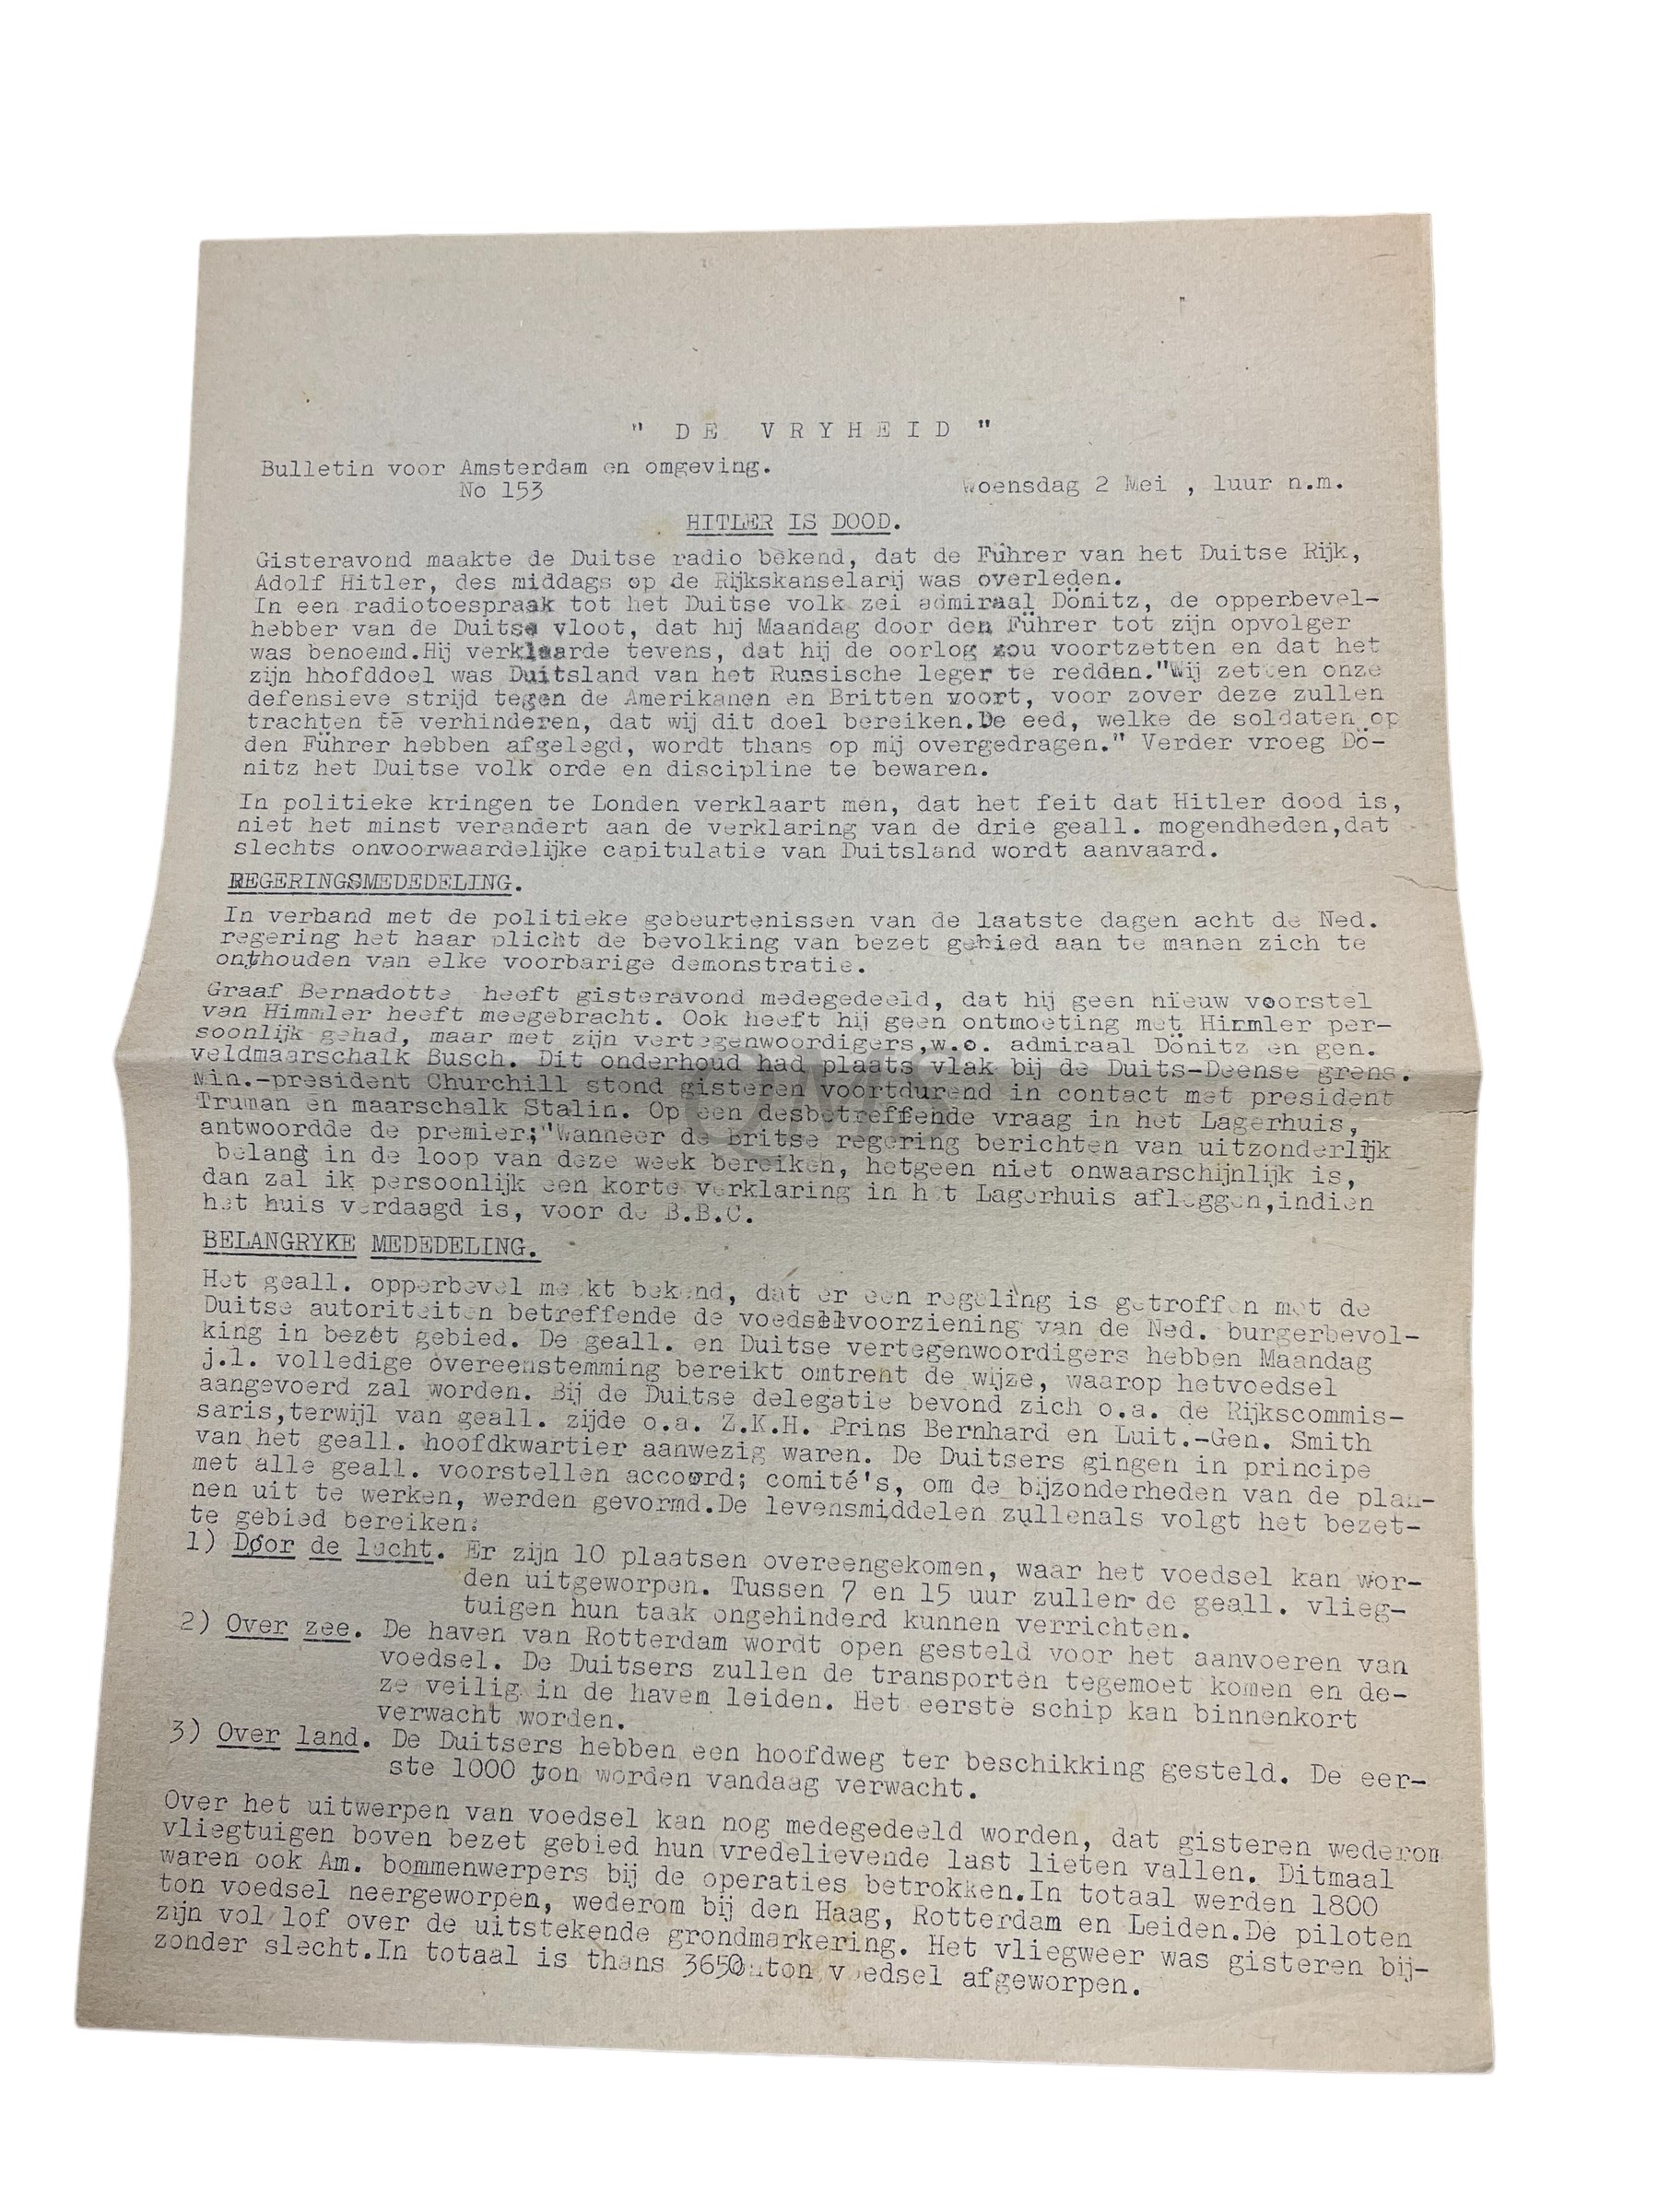 " DE VRYHEID "
Bulletin voor Amsterdam en omgeving.
No 153
Woensdag 2 Mei , 1uur n.m.
HITLER IS DOOD.
Gisteravond maakte de Duitse radio bekend, dat de Führer van het Duitse Rijk,
Adolf Hitler, des middags op de Rijkskanselarij was overleden.
In een radiotoespraak tot het Duitse volk zei admiraal Dönitz, de opperbevel-
hebber van de Duitse vloot, dat hij Maandag door den Führer tot zijn opvolger
was benoemd.Hij verklaarde tevens, dat hij de oorlog zou voortzetten en dat het
zijn hhofddoel was Duitsland van het Russische leger te redden."Wij zetten onze
defensieve strijd tegen de Amerikanen en Britten voort, voor zover deze zullen
trachten te verhinderen, dat wij dit doel bereiken.De eed, welke de soldaten op
den Führer hebben afgelegd, wordt thans op mij overgedragen." Verder vroeg Dö-
nitz het Duitse volk orde en discipline te bewaren.
In politieke kringen te Londen verklaart men, dat het feit dat Hitler dood is,
niet het minst verandert aan de verklaring van de drie geall. mogendheden,dat
slechts onvoorwaardelijke capitulatie van Duitsland wordt aanvaard.
REGERINGSMEDEDELING.
In verband met de politieke gebeurtenissen van de laatste dagen acht de Ned.
regering het haar plicht de bevolking van bezet gebied aan te manen zich te
onthouden van elke voorbarige demonstratie.
Graaf Bernadotte heeft gisteravond medegedeeld, dat hij geen nieuw voorstel
van Himmler heeft meegebracht. Ook heeft hij geen ontmoeting met Himmler per-
soonlijk gehad, maar met zijn vertegenwoordigers,w.o. admiraal Dönitz en gen.
veldmaarschalk Busch. Dit onderhoud had plaats vlak bij de Duits-Deense grens.
Min.-president Churchill stond gisteren voortdurend in contact met president
Truman en maarschalk Stalin. Op een desbetreffende vraag in het Lagerhuis,
antwoordde de premier;"Wanneer de Britse regering berichten van uitzonderlijk
belang in de loop van deze week bereiken, hetgeen niet onwaarschijnlijk is,
dan zal ik persoonlijk een korte verklaring in het Lagerhuis afleggen,indien
het huis verdaagd is, voor de B.B.C.
BELANGRYKE MEDEDELING.
Het geall. opperbevel maakt bekend, dat er een regeling is getroffen met de
Duitse autoriteiten betreffende de voedselvoorziening van de Ned. burgerbevol-
king in bezet gebied. De geall. en Duitse vertegenwoordigers hebben Maandag
j.l. volledige overeenstemming bereikt omtrent de wijze, waarop hetvoedsel
aangevoerd zal worden. Bij de Duitse delegatie bevond zich o.a. de Rijkscommis-
saris,terwijl van geall. zijde o.a. Z.K.H. Prins Bernhard en Luit.-Gen. Smith
van het geall. hoofdkwartier aanwezig waren. De Duitsers gingen in principe
met alle geall. voorstellen accoord; comité's, om de bijzonderheden van de plan-
nen uit te werken, werden gevormd.De levensmiddelen zullenals volgt het bezet-
te gebied bereiken:
1) Door de lucht. Er zijn 10 plaatsen overeengekomen, waar het voedsel kan wor-
den uitgeworpen. Tussen 7 en 15 uur zullen de geall. vlieg-
tuigen hun taak ongehinderd kunnen verrichten.
2) Over zee. De haven van Rotterdam wordt open gesteld voor het aanvoeren van
voedsel. De Duitsers zullen de transporten tegemoet komen en de-
ze veilig in de haven leiden. Het eerste schip kan binnenkort
verwacht worden.
3) Over land. De Duitsers hebben een hoofdweg ter beschikking gesteld. De eer-
ste 1000 ton worden vandaag verwacht.
Over het uitwerpen van voedsel kan nog medegedeeld worden, dat gisteren wederom
vliegtuigen boven bezet gebied hun vredelievende last lieten vallen. Ditmaal
waren ook Am. bommenwerpers bij de operaties betrokken.In totaal werden 1800
ton voedsel neergeworpen, wederom bij den Haag, Rotterdam en Leiden.De piloten
zijn vol lof over de uitstekende grondmarkering. Het vliegweer was gisteren bij-
zonder slecht.In totaal is thans 3650 ton voedsel afgeworpen.
OMS